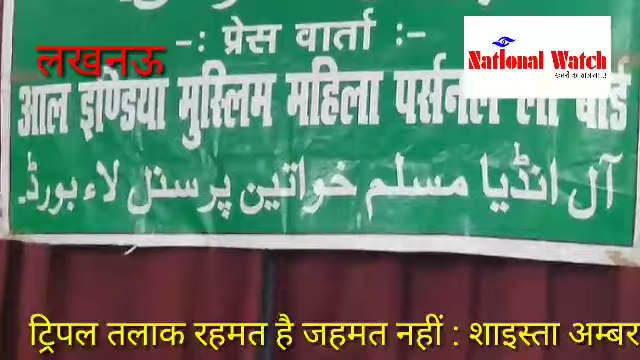 -: प्रेस वार्ता :-
लखनऊ
National Watch
आल इण्डिया मुस्लिम महिला पर्सनल लॉ बोर्ड
آل انڈیا مسلم خواتین پرسنل لاء بورڈ۔
ट्रिपल तलाक रहमत है जहमत नहीं : शाइस्ता अम्बर